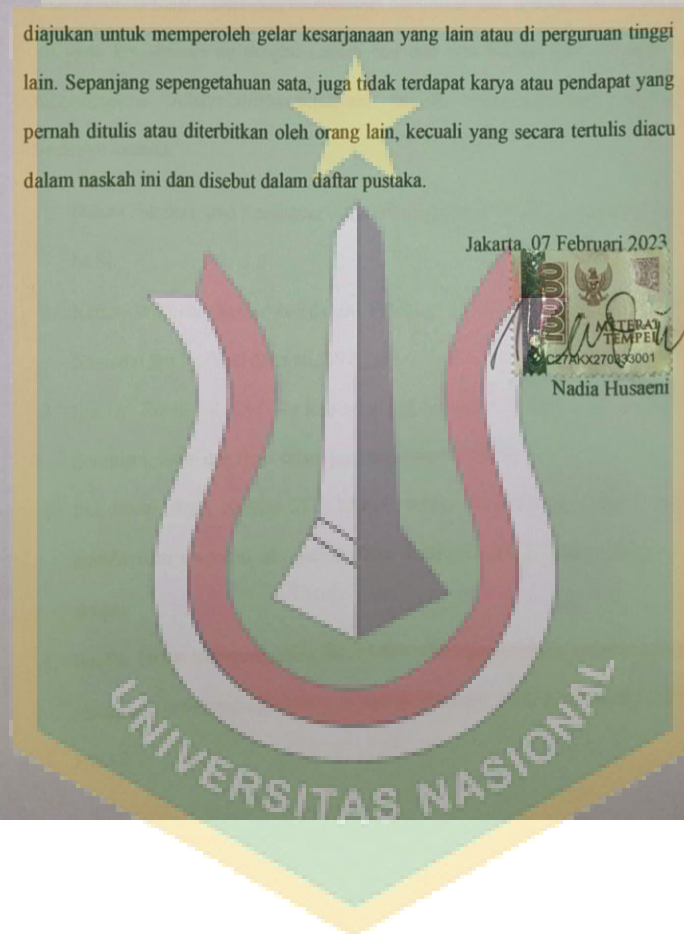 diajukan untuk memperoleh gelar kesarjanaan yang lain atau di perguruan tinggi
lain. Sepanjang sepengetahuan sata, juga tidak terdapat karya atau pendapat yang
pernah ditulis atau diterbitkan oleh orang lain, kecuali yang secara tertulis diacu
dalam naskah ini dan disebut dalam daftar pustaka.
Jakarta, 07 Februari 2023
10000
METERAI
TEMPEL
C27AKX270333001
Nadia Husaeni
UNIVERSITAS NASIONAL